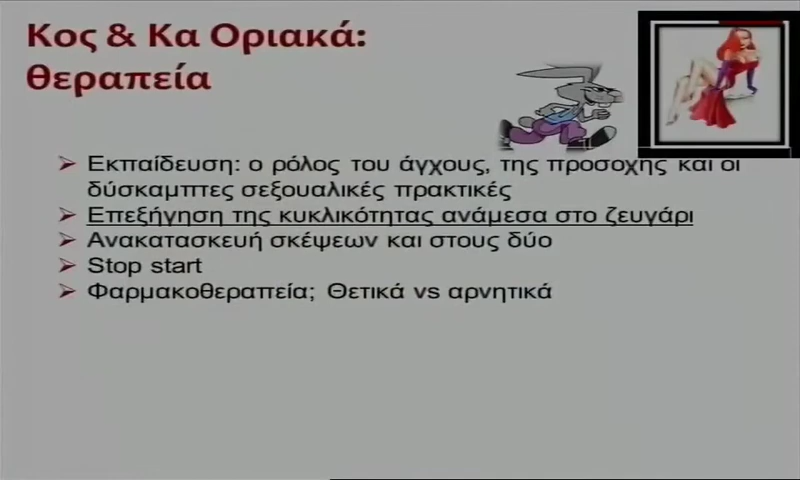 Κος & Κα Οριακά:
θεραπεία
Εκπαίδευση: ο ρόλος του άγχους, της προσοχής και οι
δύσκαμπτες σεξουαλικές πρακτικές
Επεξήγηση της κυκλικότητας ανάμεσα στο ζευγάρι
Ανακατασκευή σκέψεων και στους δύο
Stop start
Φαρμακοθεραπεία; Θετικά vs αρνητικά